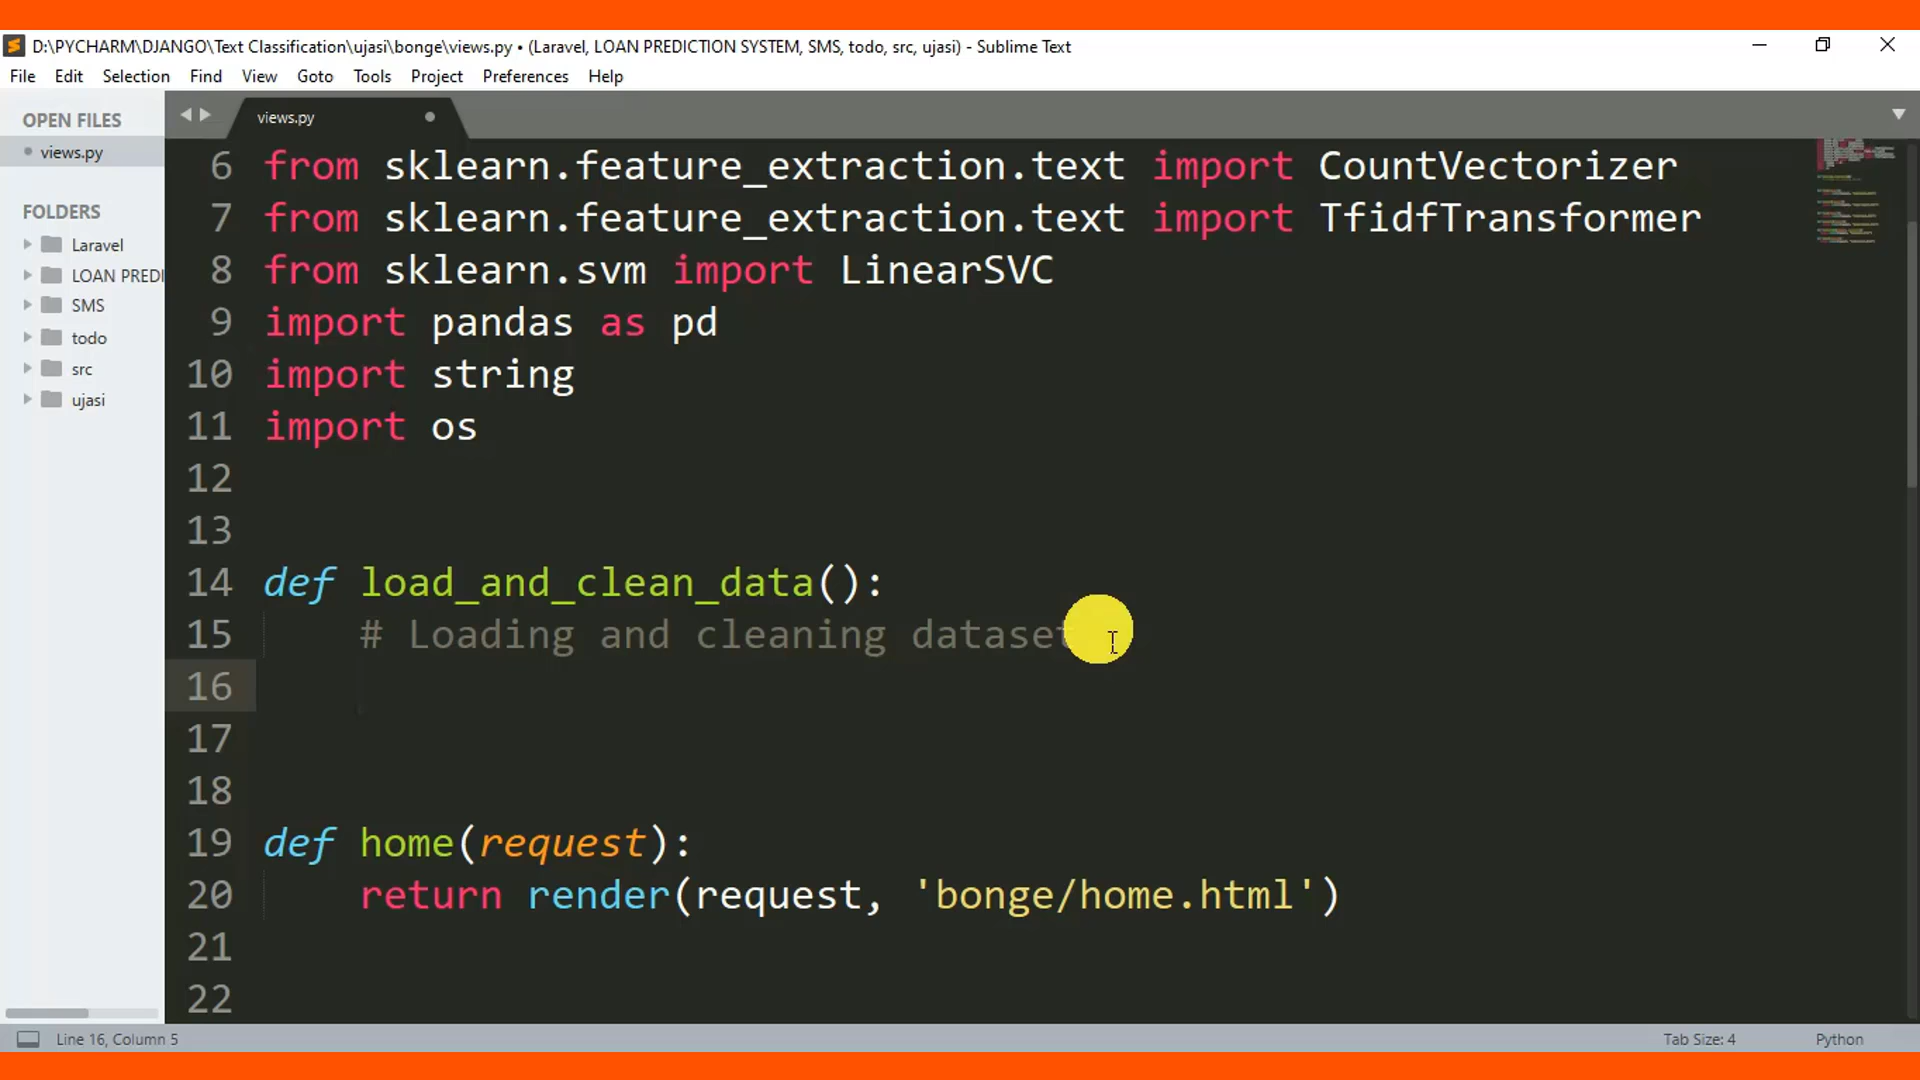 D:\PYCHARM\DJANGO\Text Classification\ujasi\bonge\views.py • (Laravel, LOAN PREDICTION SYSTEM, SMS, todo, src, ujasi) - Sublime Text
File Edit Selection Find View Goto Tools Project Preferences Help
OPEN FILES
views.py
FOLDERS
Laravel
LOAN PREDI
SMS
todo
src
ujasi
views.py
6 from sklearn.feature_extraction.text import CountVectorizer
7 from sklearn.feature_extraction.text import TfidfTransformer
8 from sklearn.svm import LinearSVC
9 import pandas as pd
10 import string
11 import os
12
13
14 def load_and_clean_data():
15 # Loading and cleaning dataset
16
17
18
19 def home(request):
20 return render(request, 'bonge/home.html')
21
22
Line 16, Column 5
Tab Size: 4
Python